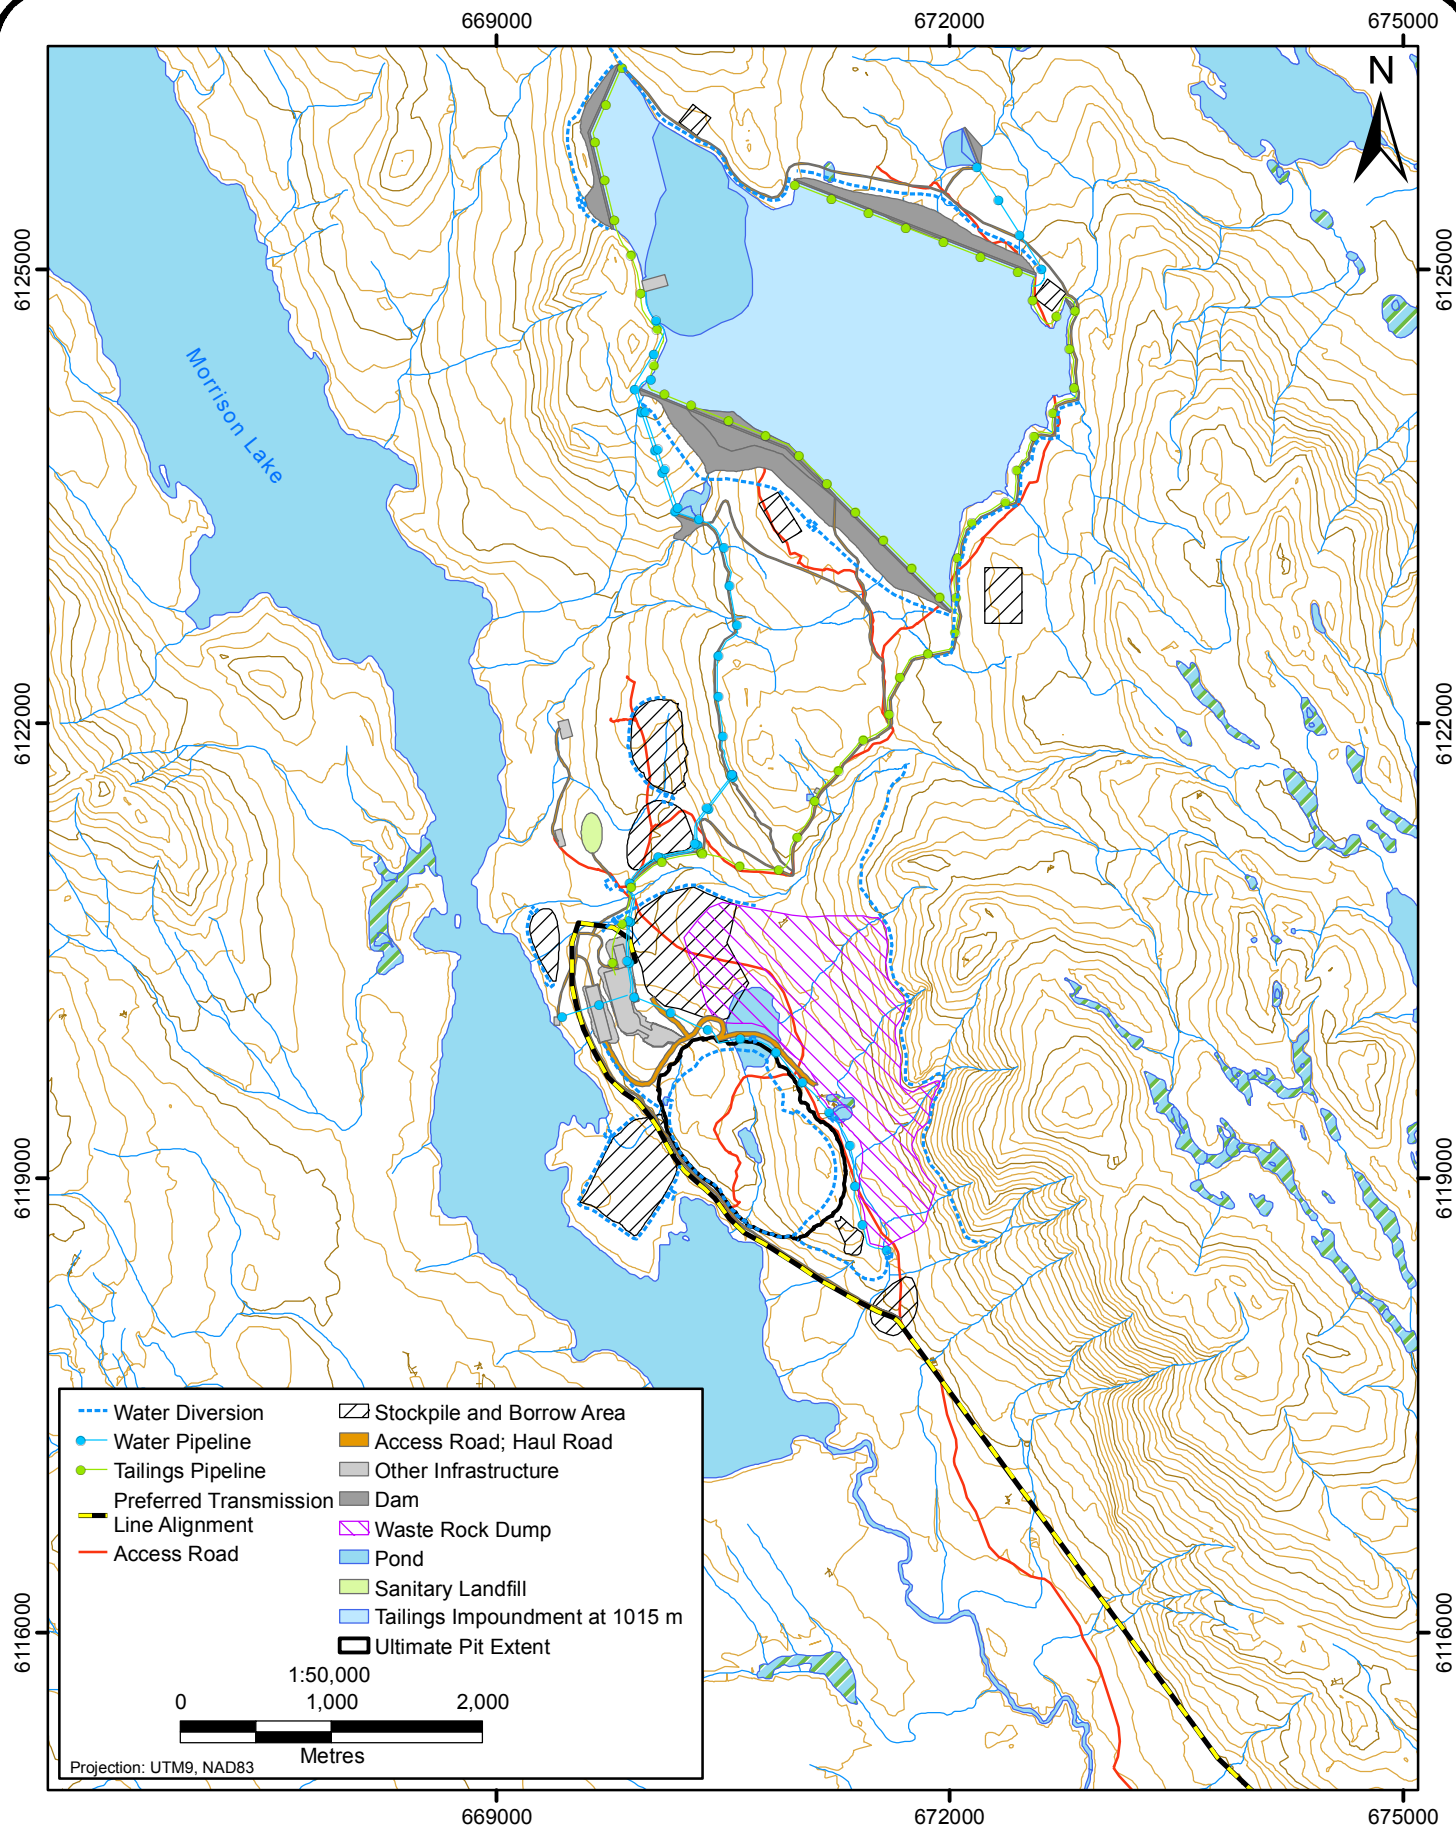 669000
672000
675000
N
6125000
6125000
Morrison Lake
6122000
6122000
6119000
6119000
Water Diversion
Water Pipeline
Tailings Pipeline
Preferred Transmission
Line Alignment
Access Road
Stockpile and Borrow Area
Access Road; Haul Road
Other Infrastructure
Dam
Waste Rock Dump
Pond
Sanitary Landfill
Tailings Impoundment at 1015 m
Ultimate Pit Extent
6116000
6116000
1:50,000
0
1,000
2,000
Metres
Projection: UTM9, NAD83
669000
672000
675000